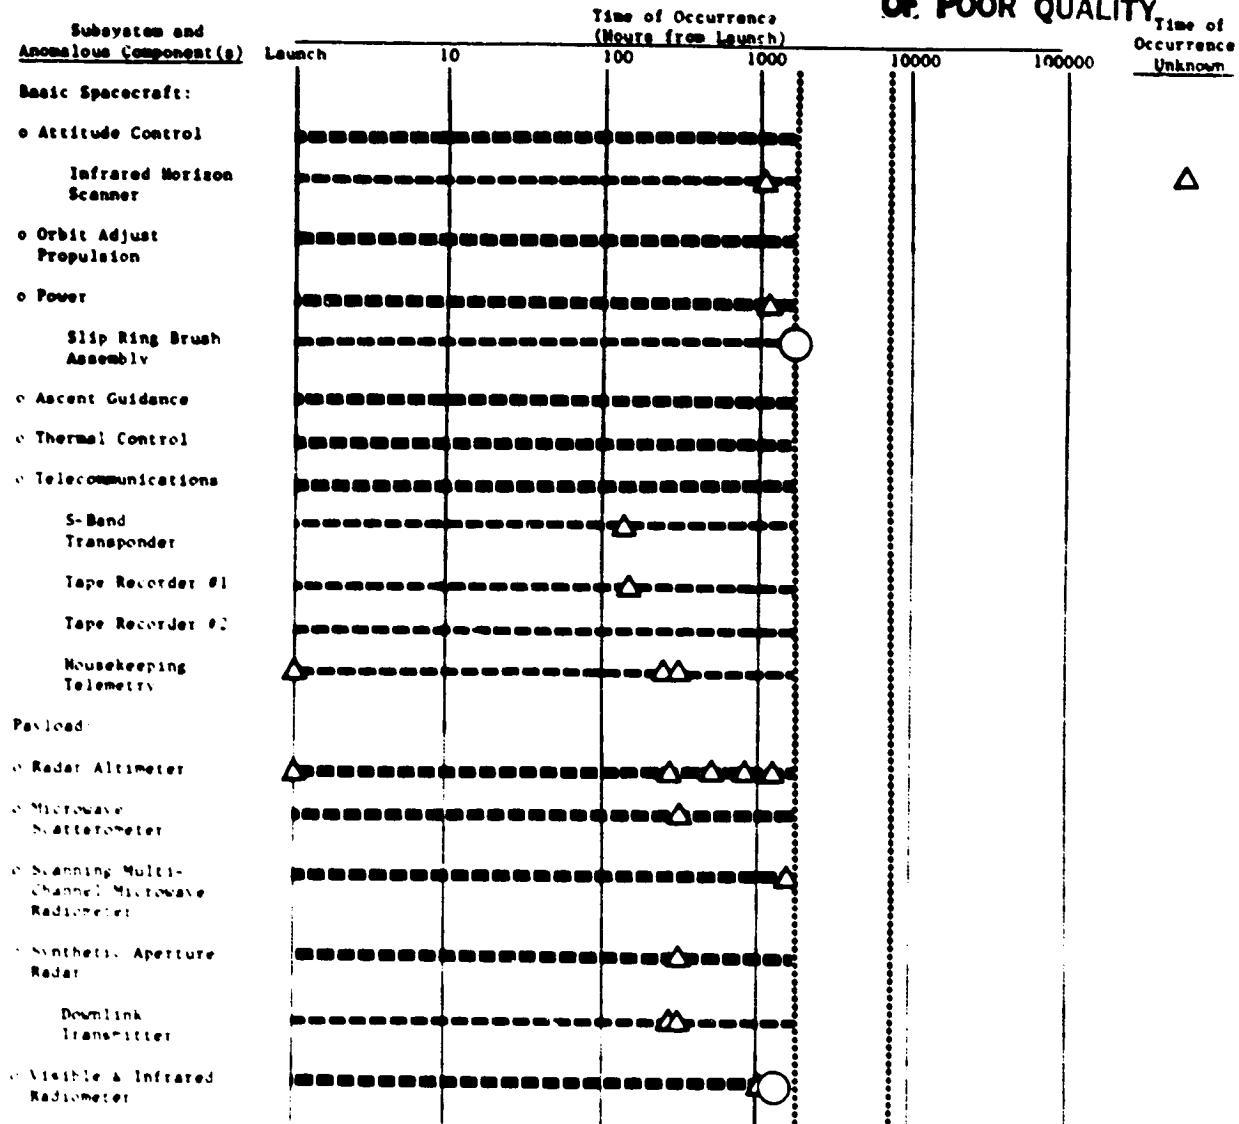 OF POOR QUALITY
Subsystem and
Anomalous Component(s)
Time of Occurrence
(Hours from Launch)
Launch 10 100 1000 10000 100000
Time of
Occurrence
Unknown
Basic Spacecraft:
o Attitude Control
Infrared Horizon
Scanner
o Orbit Adjust
Propulsion
o Power
Slip Ring Brush
Assembly
o Ascent Guidance
o Thermal Control
o Telecommunications
S-Band
Transponder
Tape Recorder #1
Tape Recorder #2
Housekeeping
Telemetry
Payload
o Radar Altimeter
o Microwave
Scatterometer
o Scanning Multi-
Channel Microwave
Radiometer
Synthetic Aperture
Radar
Downlink
Transmitter
o Visible & Infrared
Radiometer